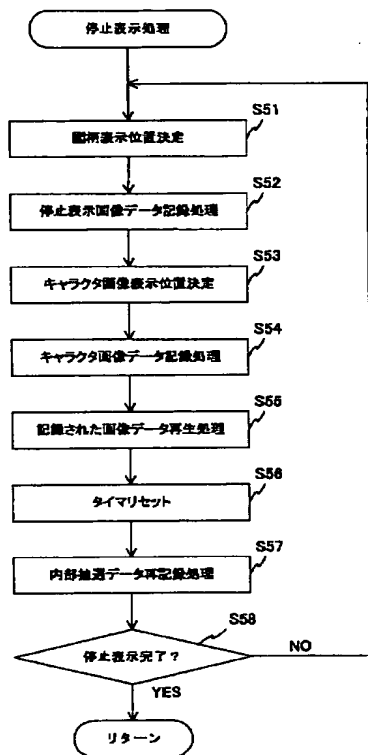 停止表示処理
S51
図柄表示位置決定
S52
停止表示画像データ記録処理
S53
キャラクタ画像表示位置決定
S54
キャラクタ画像データ記録処理
S55
記録された画像データ再生処理
S56
タイマリセット
S57
内部抽選データ再記録処理
S58
停止表示完了?
NO
YES
リターン